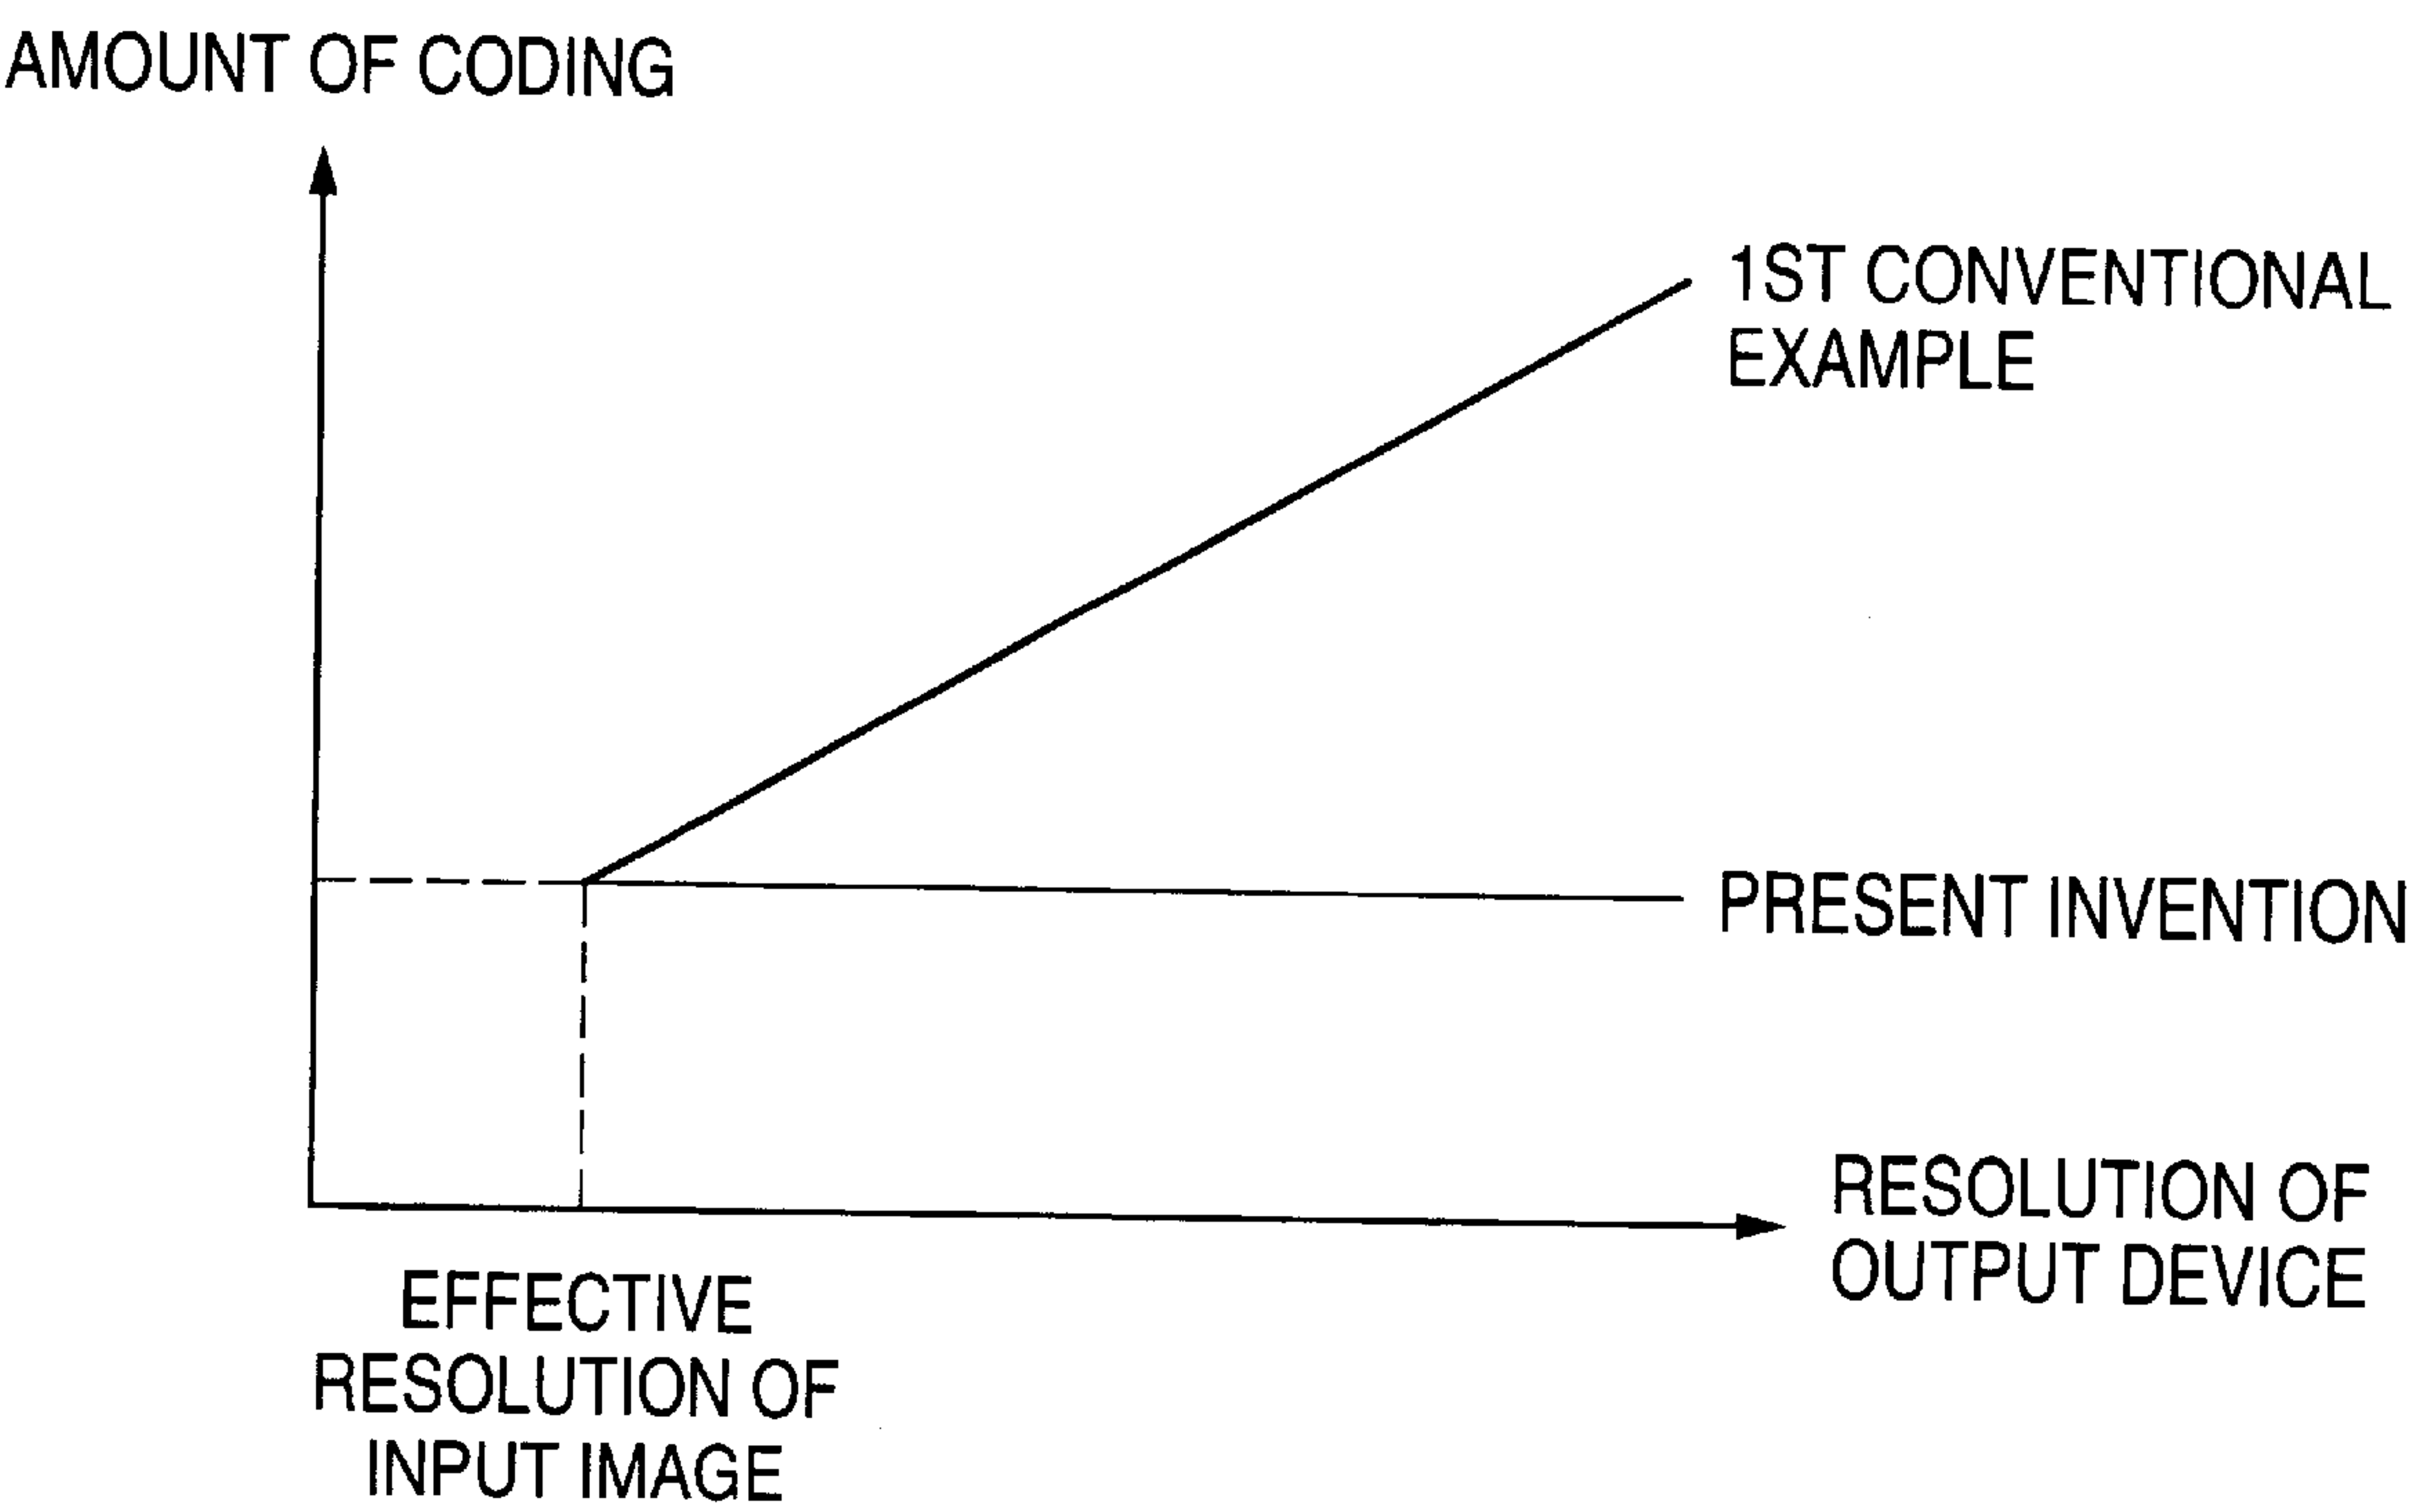 AMOUNT OF CODING
1ST CONVENTIONAL
EXAMPLE
PRESENT INVENTION
RESOLUTION OF
OUTPUT DEVICE
EFFECTIVE
RESOLUTION OF
INPUT IMAGE